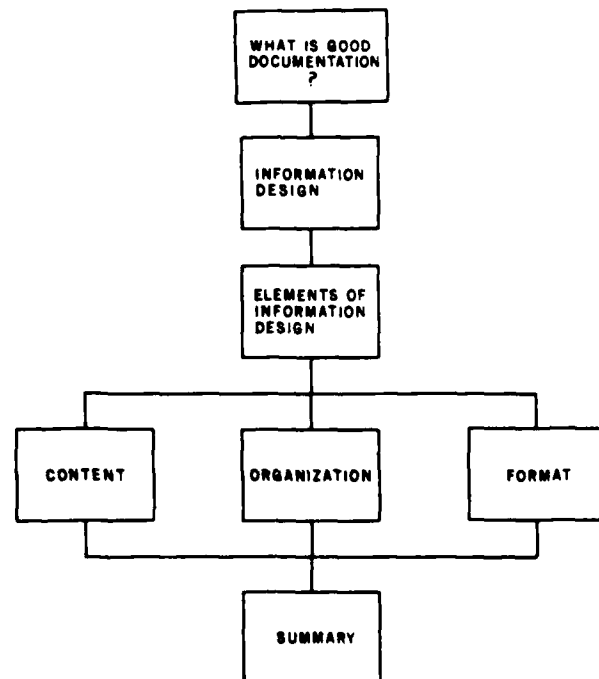 WHAT IS GOOD
DOCUMENTATION
?
INFORMATION
DESIGN
ELEMENTS OF
INFORMATION
DESIGN
CONTENT
ORGANIZATION
FORMAT
SUMMARY